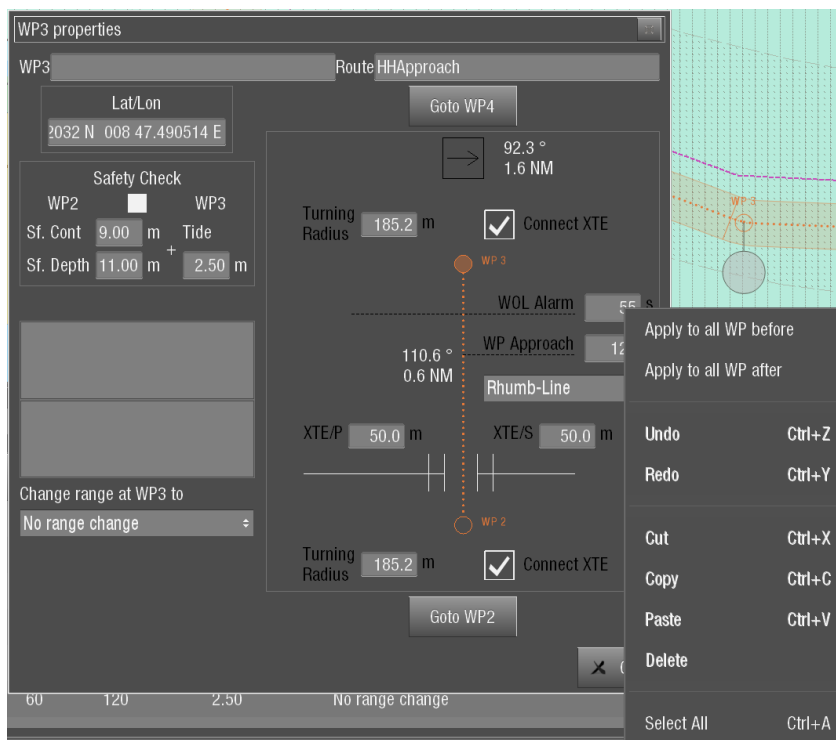 WP3 properties
WP3 Route HHApproach
Lat/Lon
2032 N 008 47.490514 E
Goto WP4
92.3 °
1.6 NM
Safety Check
WP2 WP3
Sf. Cont 9.00 m Tide
Sf. Depth 11.00 m + 2.50 m
Turning Radius 185.2 m Connect XTE
WP 3
WOL Alarm 55 s
WP Approach 12
110.6 °
0.6 NM
Rhumb-Line
XTE/P 50.0 m XTE/S 50.0 m
Change range at WP3 to
No range change
WP 2
Turning Radius 185.2 m Connect XTE
Goto WP2
60 120 2.50 No range change
WP 3
Apply to all WP before
Apply to all WP after
Undo Ctrl+Z
Redo Ctrl+Y
Cut Ctrl+X
Copy Ctrl+C
Paste Ctrl+V
Delete
Select All Ctrl+A